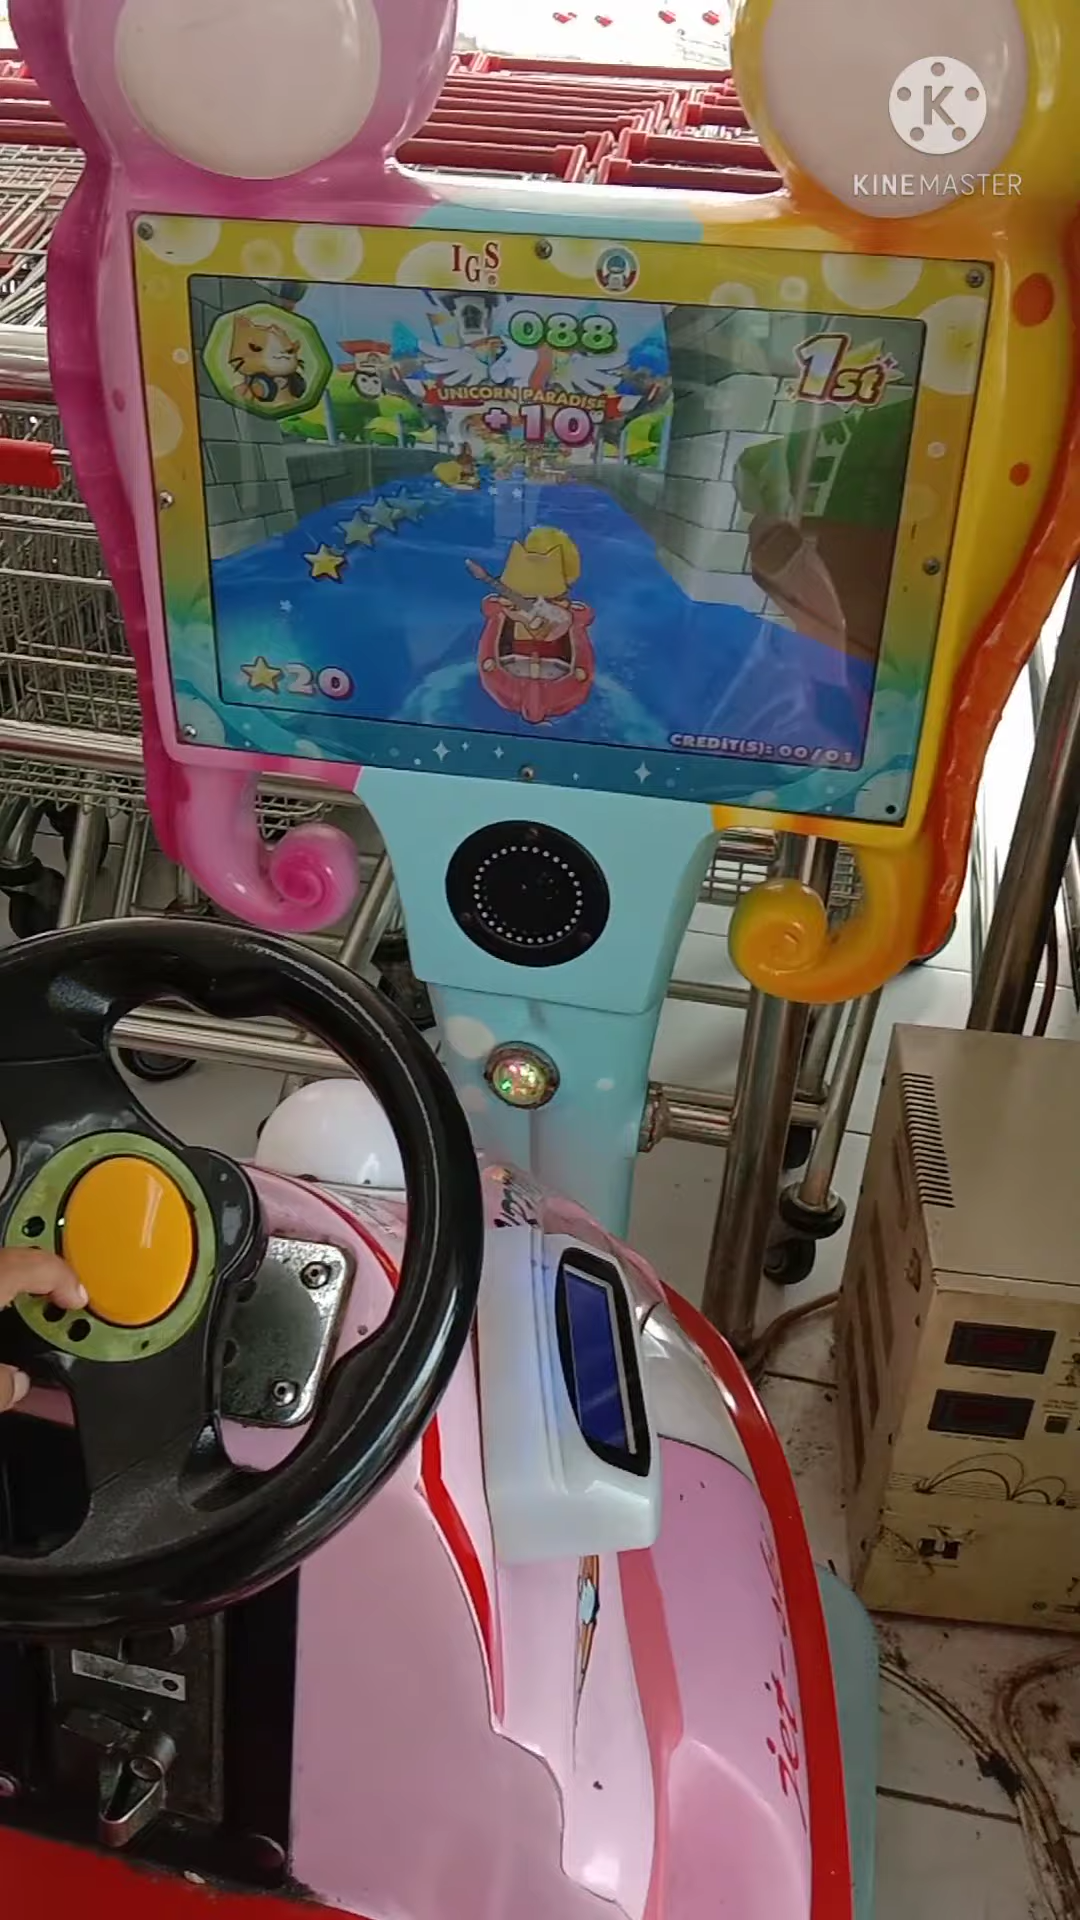 KINEMASTER
IGS
088
1st
UNICORN PARADISE
+10
20
CREDIT(S): 00/01